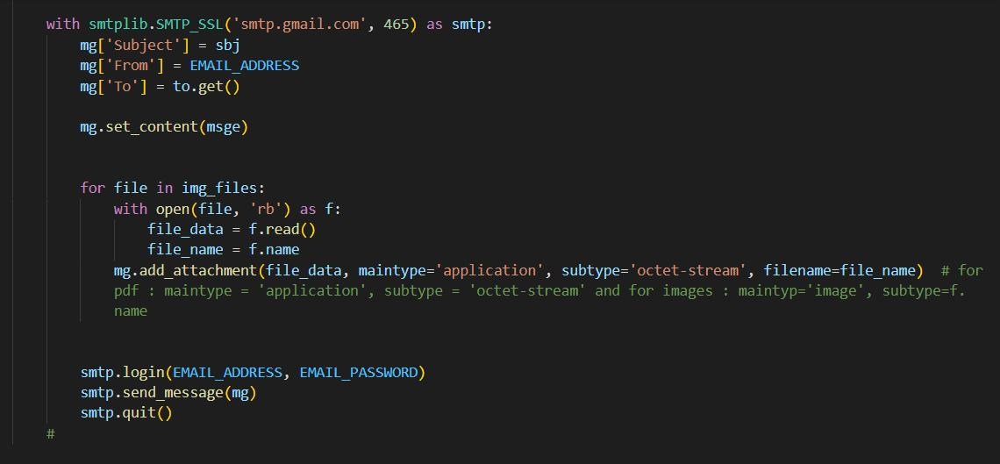 with smtplib.SMTP_SSL('smtp.gmail.com', 465) as smtp:
    mg['Subject'] = sbj
    mg['From'] = EMAIL_ADDRESS
    mg['To'] = to.get()
    mg.set_content(msge)
    for file in img_files:
        with open(file, 'rb') as f:
            file_data = f.read()
            file_name = f.name
        mg.add_attachment(file_data, maintype='application', subtype='octet-stream', filename=file_name)  # for
        pdf : maintype = 'application', subtype = 'octet-stream' and for images : maintyp='image', subtype=f.
        name
    smtp.login(EMAIL_ADDRESS, EMAIL_PASSWORD)
    smtp.send_message(mg)
    smtp.quit()
#